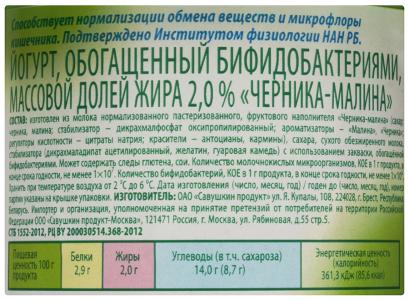 Способствует нормализации обмена веществ и микрофлоры
кишечника. Подтверждено Институтом физиологии НАН РБ.
ЙОГУРТ, ОБОГАЩЕННЫЙ БИФИДОБАКТЕРИЯМИ,
МАССОВОЙ ДОЛЕЙ ЖИРА 2,0 % «ЧЕРНИКА-МАЛИНА»
СОСТАВ: изготовлен из молока нормализованного пастеризованного, фруктового наполнителя «Черника-малина» (сахар,
черника, малина; стабилизатор – дикрахмалфосфат оксипропилированный; ароматизаторы – «Малина», «Черника»;
регуляторы кислотности – цитраты натрия; красители – антоцианы, кармины), сахара, сухого обезжиренного молока,
стабилизатора (дикрахмаладипат ацетилированный, желатин, гуаровая камедь) с использованием закваски, обогащённый
бифидобактериями. Может содержать следы глютена, сои. Количество молочнокислых микроорганизмов, КОЕ в 1 г продукта, в
конце срока годности, не менее 1×10⁷. Количество бифидобактерий, КОЕ в 1 г продукта, в конце срока годности, не менее
Хранить при температуре воздуха от 2 °С до 6 °С. Дата изготовления (число, месяц, год) / годен до (число, месяц, год), номер
партии указаны на крышке упаковки. Изготовитель: ОАО «Савушкин продукт» ул. Я. Купалы, 108, 224028, г. Брест, Республика
Беларусь. Импортер и организация, уполномоченная на принятие претензий от потребителей на территории Российской
Федерации ООО «Савушкин продукт-Москва», 121471 Россия, г. Москва, ул. Рябиновая, д.55 стр.5.
СТБ 1552-2012, РЦ BY 200030514.368-2012
Пищевая ценность 100 г продукта
Белки 2,9 г
Жиры 2,0 г
Углеводы (в т.ч. сахароза) 14,0 г (8,7 г)
Энергетическая ценность (калорийность) 361,3 кДж (85,6 ккал)